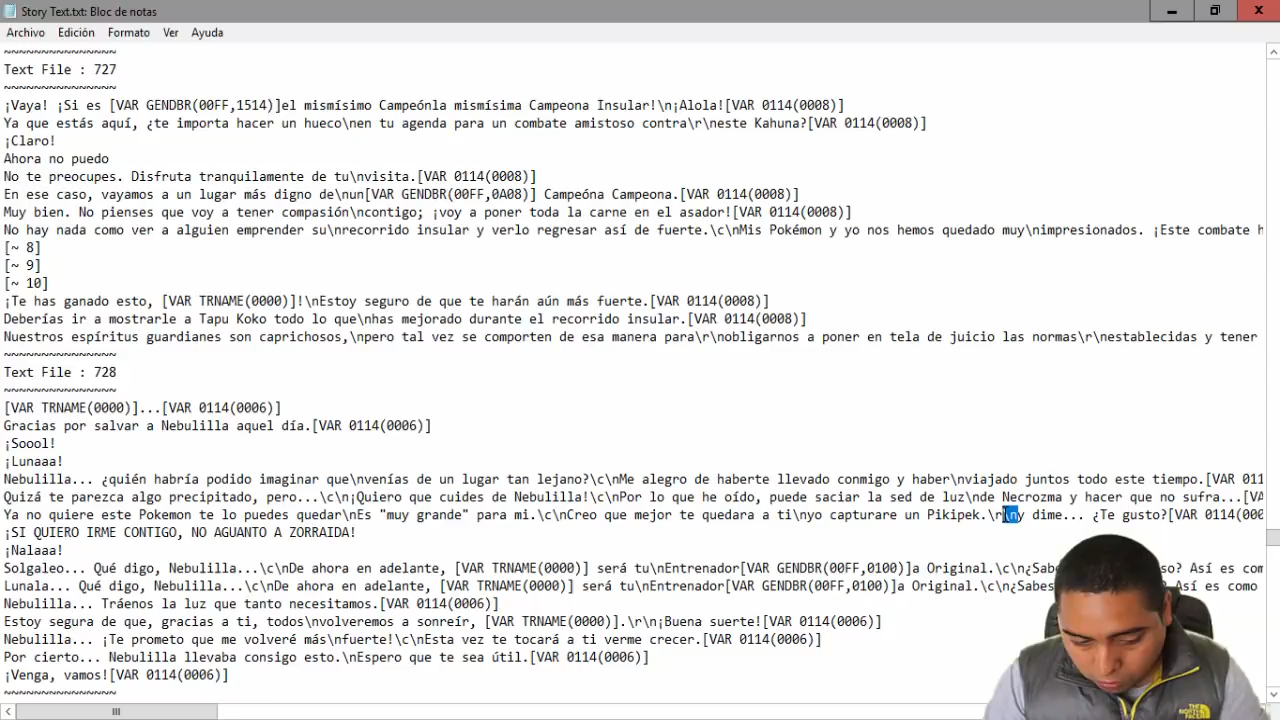 Story Text.txt: Bloc de notas
Archivo Edición Formato Ver Ayuda
~~~~~~~~~~~~~~~
Text File : 727
~~~~~~~~~~~~~~~
¡Vaya! ¡Si es [VAR GENDBR(00FF,1514)]el mismísimo Campeónla mismísima Campeona Insular!\n¡Alola![VAR 0114(0008)]
Ya que estás aquí, ¿te importa hacer un hueco\nen tu agenda para un combate amistoso contra\r\neste Kahuna?[VAR 0114(0008)]
¡Claro!
Ahora no puedo
No te preocupes. Disfruta tranquilamente de tu\nvisita.[VAR 0114(0008)]
En ese caso, vayamos a un lugar más digno de\nun[VAR GENDBR(00FF,0A08)] Campeóna Campeona.[VAR 0114(0008)]
Muy bien. No pienses que voy a tener compasión\ncontigo; ¡voy a poner toda la carne en el asador![VAR 0114(0008)]
No hay nada como ver a alguien emprender su\nrecorrido insular y verlo regresar así de fuerte.\c\nMis Pokémon y yo nos hemos quedado muy\nimpresionados. ¡Este combate h
[~ 8]
[~ 9]
[~ 10]
¡Te has ganado esto, [VAR TRNAME(0000)]!\nEstoy seguro de que te harán aún más fuerte.[VAR 0114(0008)]
Deberías ir a mostrarle a Tapu Koko todo lo que\nhas mejorado durante el recorrido insular.[VAR 0114(0008)]
Nuestros espíritus guardianes son caprichosos,\npero tal vez se comporten de esa manera para\r\nobligarnos a poner en tela de juicio las normas\r\nestablecidas y tener
~~~~~~~~~~~~~~~
Text File : 728
~~~~~~~~~~~~~~~
[VAR TRNAME(0000)]...[VAR 0114(0006)]
Gracias por salvar a Nebulilla aquel día.[VAR 0114(0006)]
¡Soool!
¡Lunaaa!
Nebulilla... ¿quién habría podido imaginar que\nvenías de un lugar tan lejano?\c\nMe alegro de haberte llevado conmigo y haber\nviajado juntos todo este tiempo.[VAR 011
Quizá te parezca algo precipitado, pero...\c\n¡Quiero que cuides de Nebulilla!\c\nPor lo que he oído, puede saciar la sed de luz\nde Necrozma y hacer que no sufra...[VA
Ya no quiere este Pokemon te lo puedes quedar\nEs "muy grande" para mi.\c\nCreo que mejor te quedara a ti\nyo capturare un Pikipek.\r\ny dime... ¿Te gusto?[VAR 0114(000
¡SI QUIERO IRME CONTIGO, NO AGUANTO A ZORRAIDA!
¡Nalaaa!
Solgaleo... Qué digo, Nebulilla...\c\nDe ahora en adelante, [VAR TRNAME(0000)] será tu\nEntrenador[VAR GENDBR(00FF,0100)]a Original.\c\n¿Sabe so? Así es como
Lunala... Qué digo, Nebulilla...\c\nDe ahora en adelante, [VAR TRNAME(0000)] será tu\nEntrenador[VAR GENDBR(00FF,0100)]a Original.\c\n¿Sabes Así es como
Nebulilla... Tráenos la luz que tanto necesitamos.[VAR 0114(0006)]
Estoy segura de que, gracias a ti, todos\nvolveremos a sonreír, [VAR TRNAME(0000)].\r\n¡Buena suerte![VAR 0114(0006)]
Nebulilla... ¡Te prometo que me volveré más\nfuerte!\c\nEsta vez te tocará a ti verme crecer.[VAR 0114(0006)]
Por cierto... Nebulilla llevaba consigo esto.\nEspero que te sea útil.[VAR 0114(0006)]
¡Venga, vamos![VAR 0114(0006)]
~~~~~~~~~~~~~~~
THE NORTH FACE